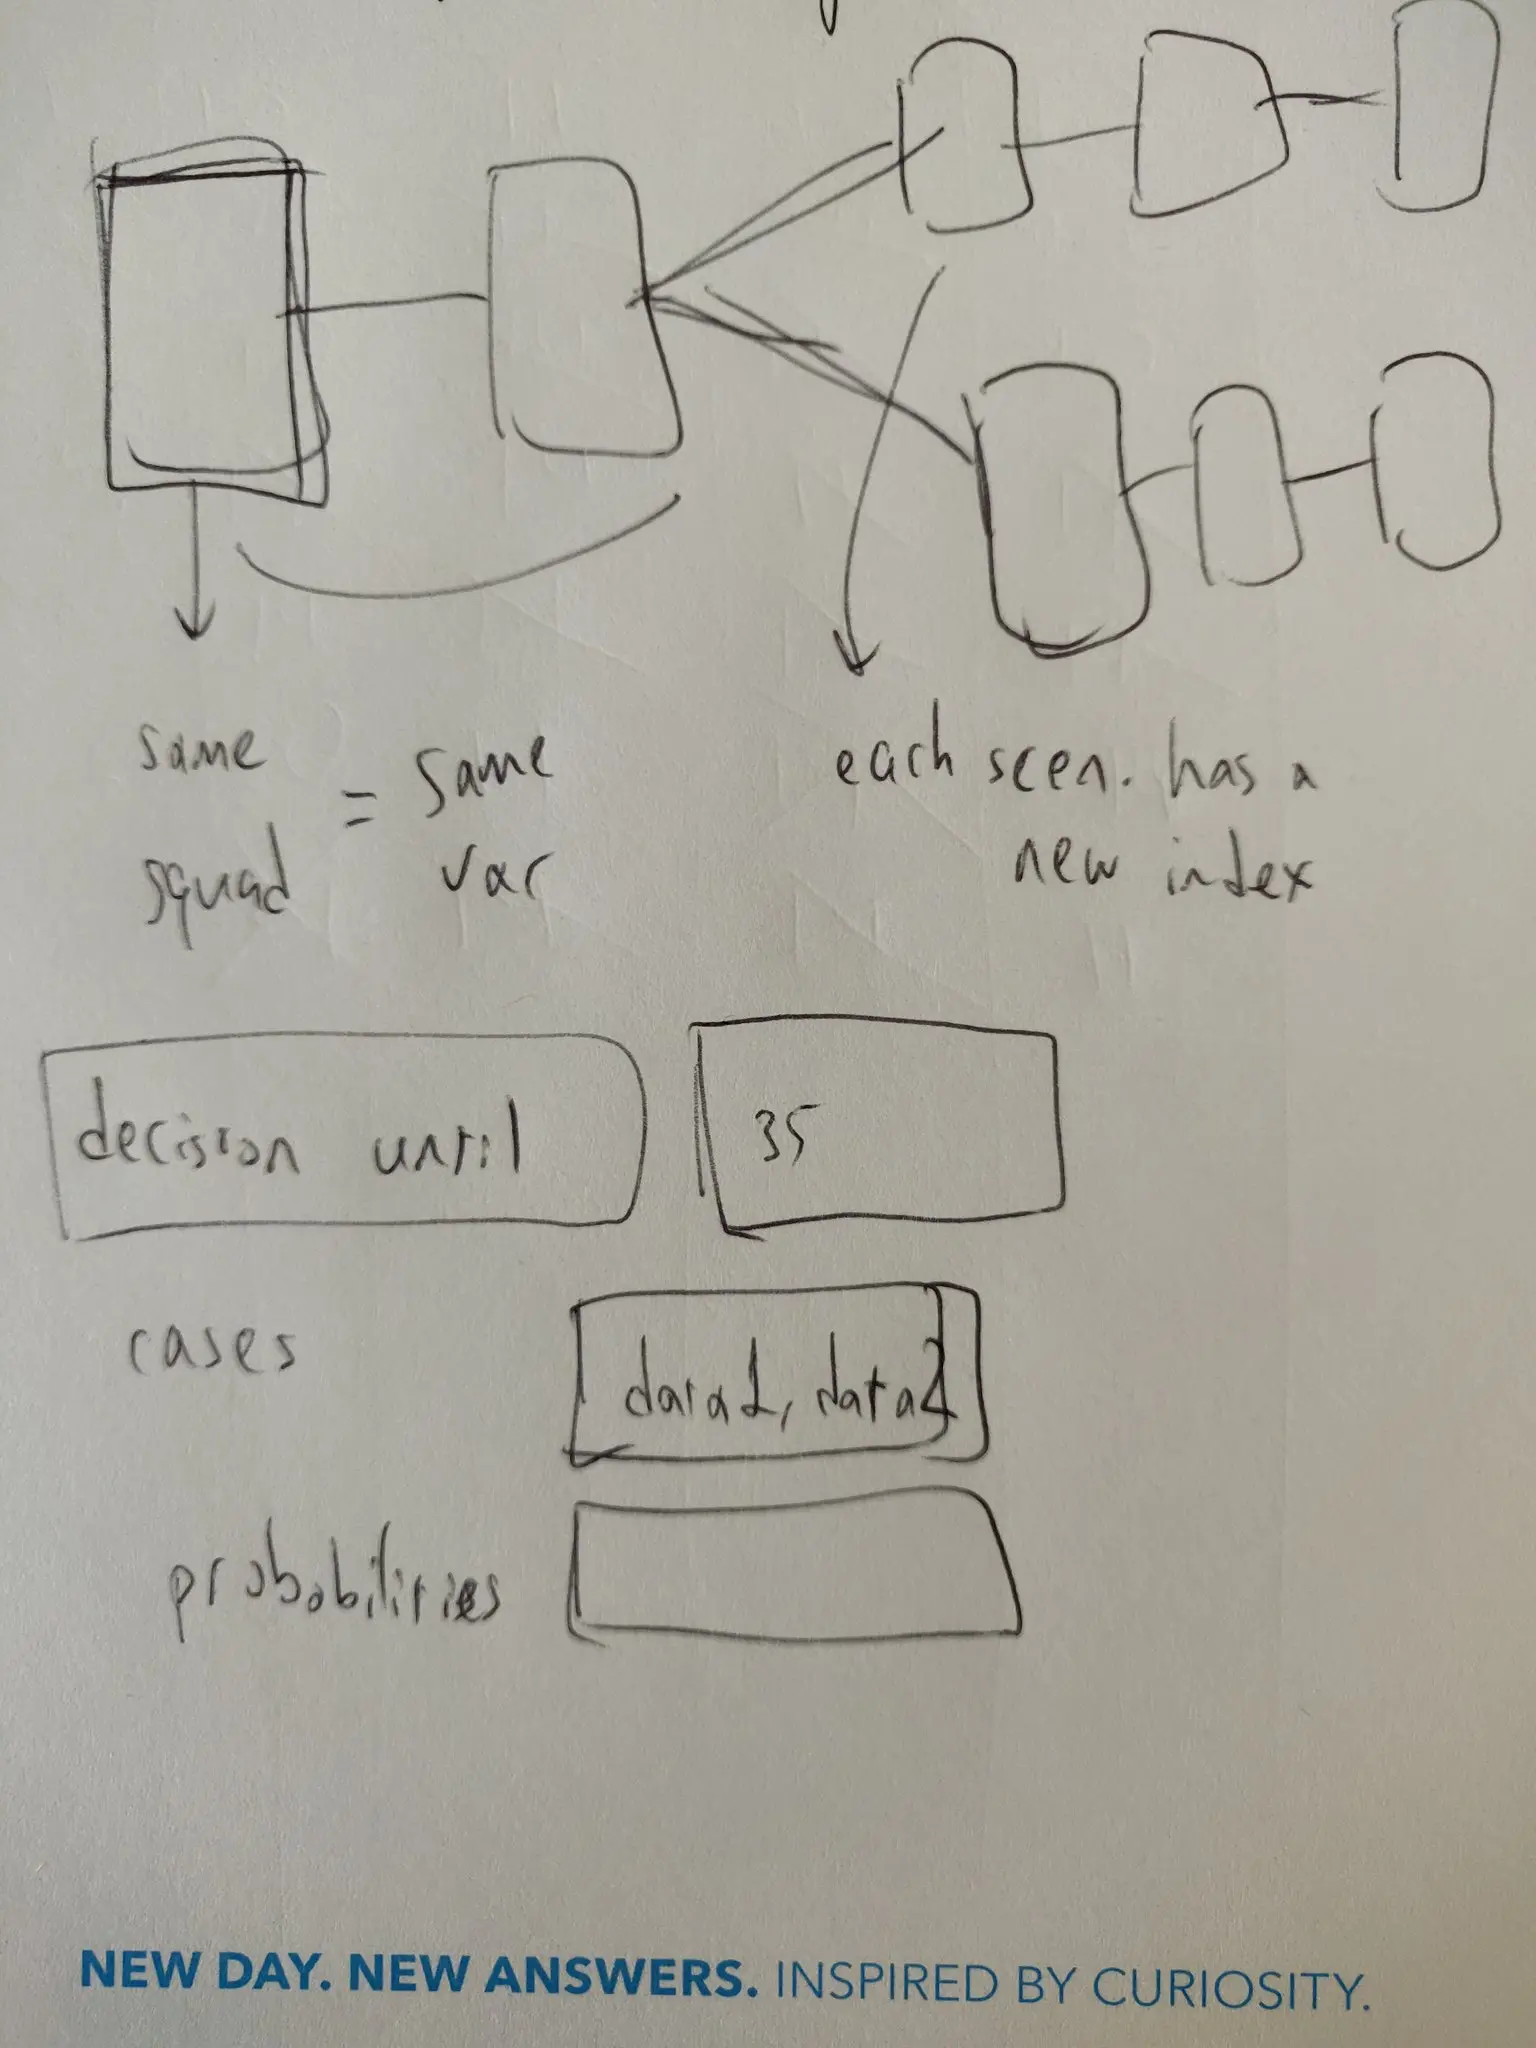 same
squad
= same
var
each scen. has a
new index
decision until
35
cases
data1, data2
probobilities
NEW DAY. NEW ANSWERS. INSPIRED BY CURIOSITY.